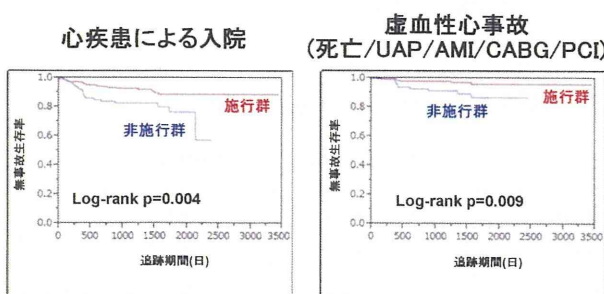 心疾患による入院
1.0
0.8
0.6
0.4
0.2
0.0
無事故生存率
施行群
非施行群
Log-rank p=0.004
0 500 1000 1500 2000 2500 3000 3500
追跡期間(日)
虚血性心事故
(死亡/UAP/AMI/CABG/PCI)
1.0
0.8
0.6
0.4
0.2
0.0
無事故生存率
施行群
非施行群
Log-rank p=0.009
0 500 1000 1500 2000 2500 3000 3500
追跡期間(日)